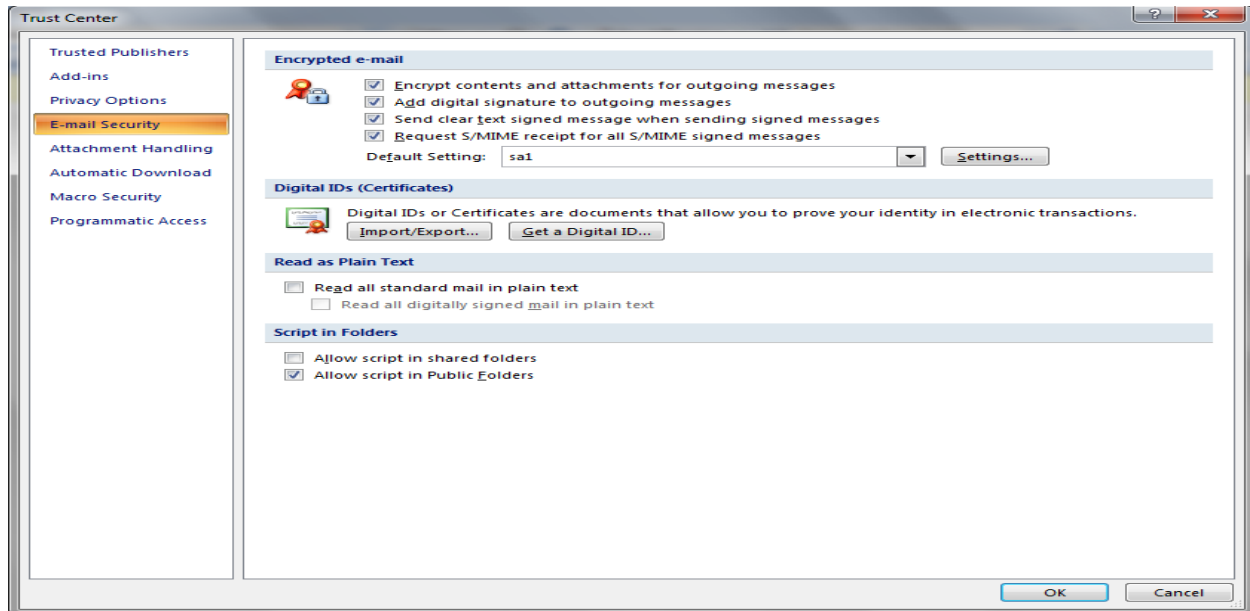 Trust Center
Trusted Publishers
Add-ins
Privacy Options
E-mail Security
Attachment Handling
Automatic Download
Macro Security
Programmatic Access
Encrypted e-mail
Encrypt contents and attachments for outgoing messages
Add digital signature to outgoing messages
Send clear text signed message when sending signed messages
Request S/MIME receipt for all S/MIME signed messages
Default Setting: sa1 Settings...
Digital IDs (Certificates)
Digital IDs or Certificates are documents that allow you to prove your identity in electronic transactions.
Import/Export... Get a Digital ID...
Read as Plain Text
Read all standard mail in plain text
Read all digitally signed mail in plain text
Script in Folders
Allow script in shared folders
Allow script in Public Folders
OK Cancel